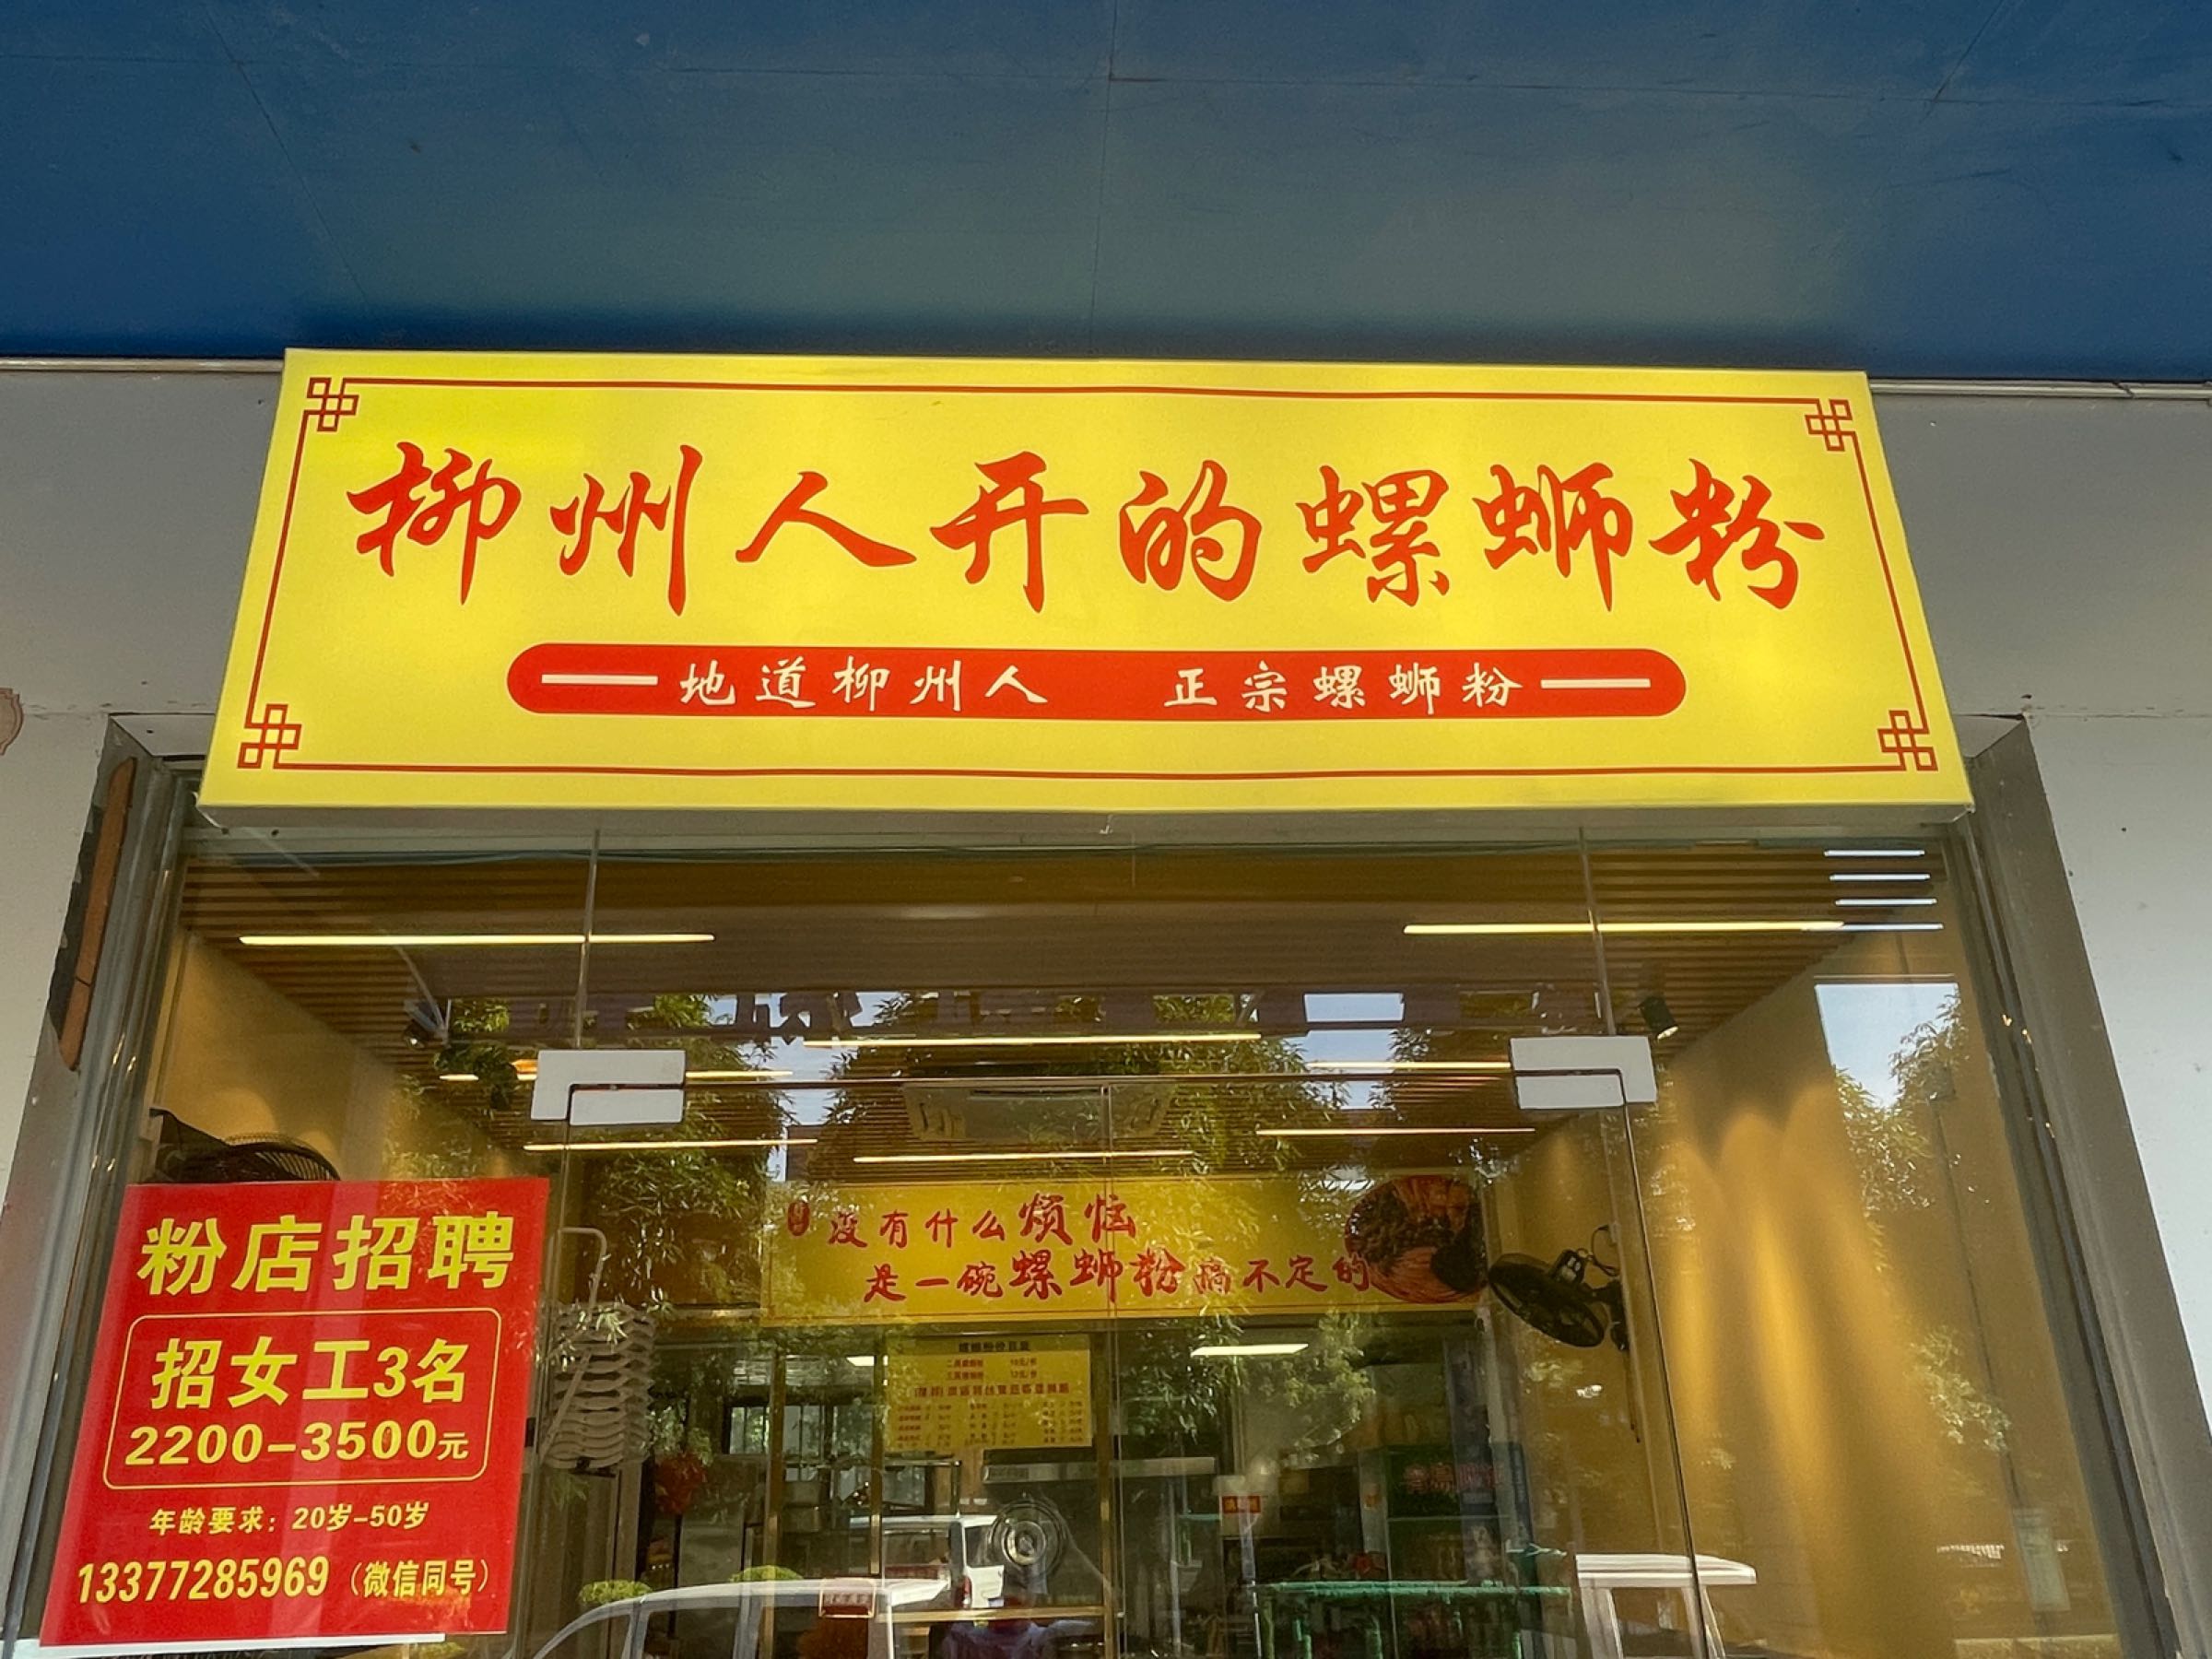 柳州人开的螺蛳粉
地道柳州人 正宗螺蛳粉
没有什么烦恼
是一碗螺蛳粉搞不定的
粉店招聘
招女工3名
2200-3500元
年龄要求：20岁-50岁
13377285969（微信同号）